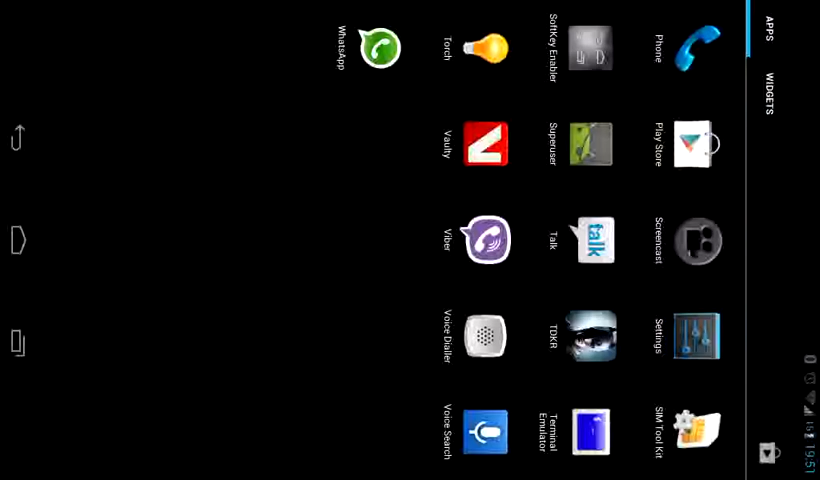 19:51
APPS WIDGETS
Phone
Play Store
Screencast
Settings
SIM Tool Kit
SoftKey Enabler
Superuser
talk
Talk
TDKR
Terminal
Emulator
Torch
Vaulty
Viber
Voice Dialler
Voice Search
WhatsApp